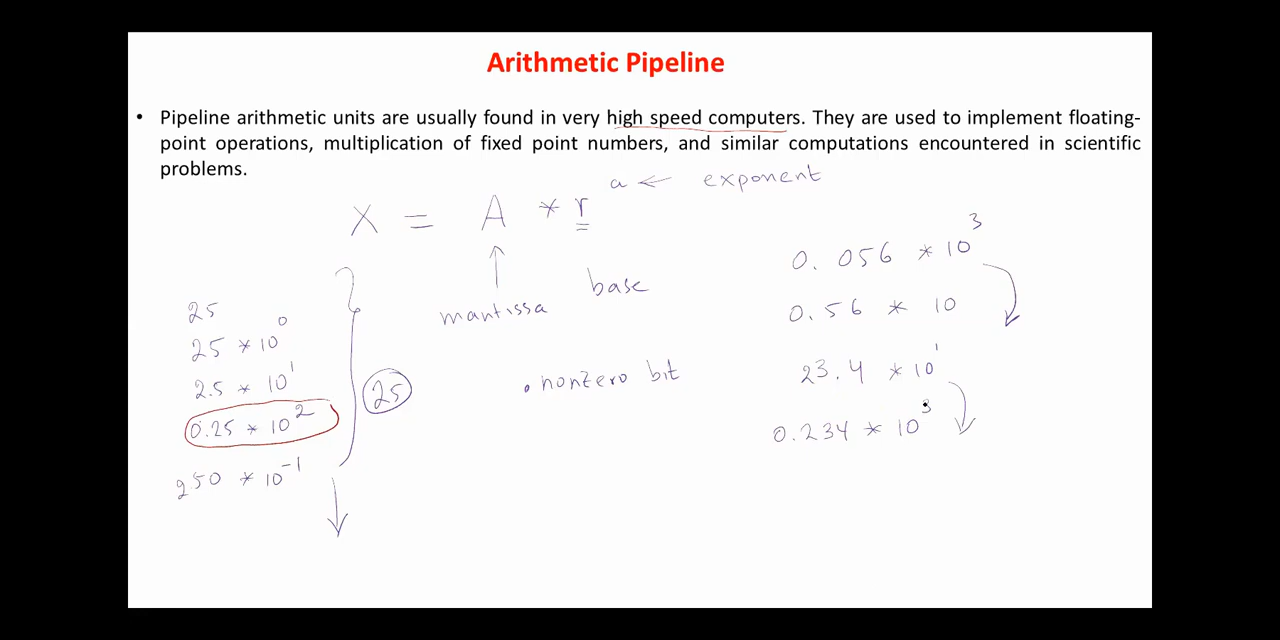 Arithmetic Pipeline
• Pipeline arithmetic units are usually found in very high speed computers. They are used to implement floating-
point operations, multiplication of fixed point numbers, and similar computations encountered in scientific
problems.
X = A * r^a ← exponent
mantissa
base
25
25 * 10^0
2.5 * 10^1
0.25 * 10^2
250 * 10^-1
25
. nonzero bit
0.056 * 10^3
0.56 * 10
23.4 * 10^1
0.234 * 10^3